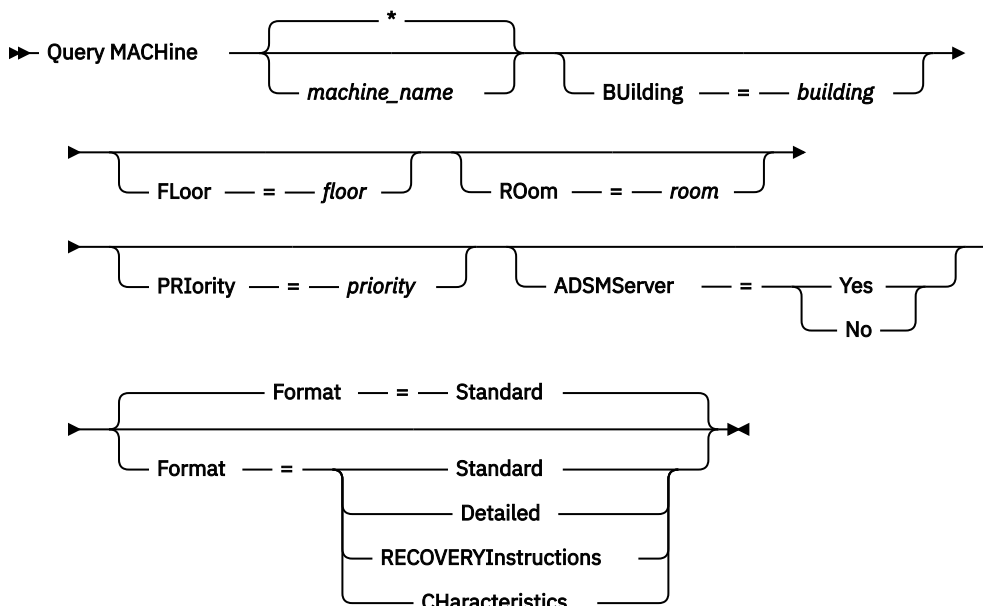 *
Query MACHine
machine_name BUilding = building
FLoor = floor ROom = room
PRIority = priority ADSMServer = Yes
No
Format = Standard
Format = Standard
Detailed
RECOVERYInstructions
CHaracteristics